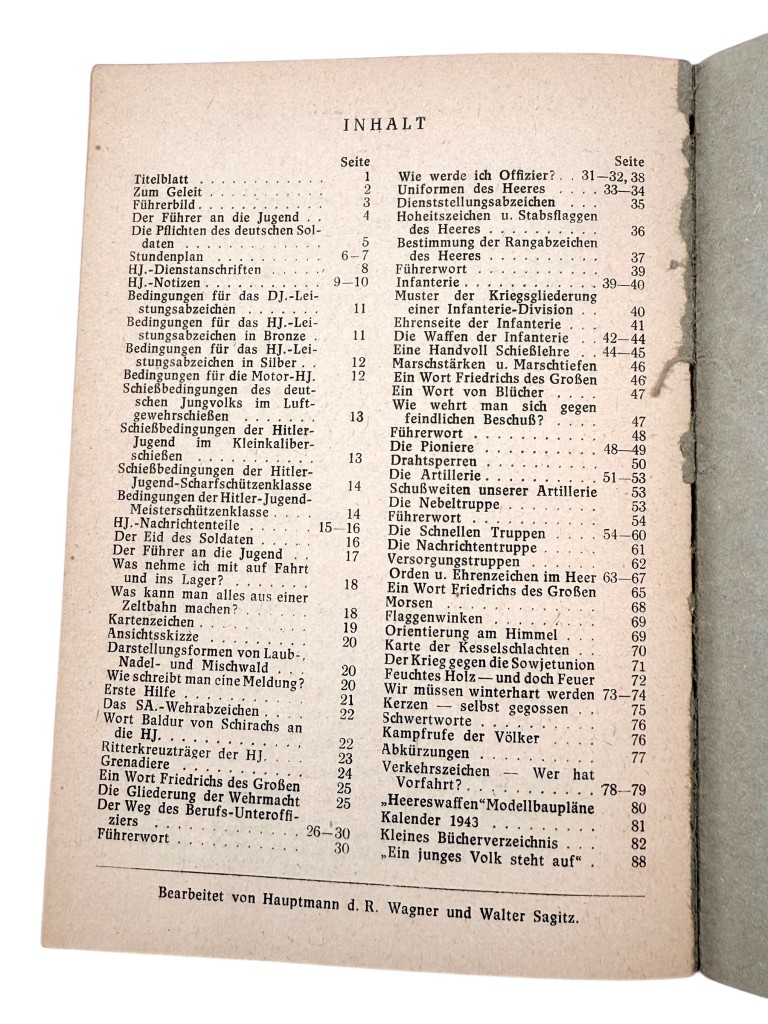 INHALT
Seite
Titelblatt . . . . . . . . . . . . 1
Zum Geleit . . . . . . . . . . . 2
Führerbild . . . . . . . . . . . . 3
Der Führer an die Jugend . . 4
Die Pflichten des deutschen Sol-
daten . . . . . . . . . . . . . 5
Stundenplan . . . . . . . . . . 6—7
HJ.-Dienstanschriften . . . . . 8
HJ.-Notizen . . . . . . . . . . 9—10
Bedingungen für das DJ.-Lei-
stungsabzeichen . . . . . . . 11
Bedingungen für das HJ.-Lei-
stungsabzeichen in Bronze . 11
Bedingungen für das HJ.-Lei-
stungsabzeichen in Silber . . 12
Bedingungen für die Motor-HJ. 12
Schießbedingungen des deut-
schen Jungvolks im Luft-
gewehrschießen . . . . . . . 13
Schießbedingungen der Hitler-
Jugend im Kleinkaliber-
schießen . . . . . . . . . . . 13
Schießbedingungen der Hitler-
Jugend-Scharfschützenklasse 14
Bedingungen der Hitler-Jugend-
Meisterschützenklasse . . . . 14
HJ.-Nachrichtenteile . . . . . 15—16
Der Eid des Soldaten . . . . . 16
Der Führer an die Jugend . . 17
Was nehme ich mit auf Fahrt
und ins Lager? . . . . . . . 18
Was kann man alles aus einer
Zeltbahn machen? . . . . . . 18
Kartenzeichen . . . . . . . . . 19
Ansichtsskizze . . . . . . . . 20
Darstellungsformen von Laub-,
Nadel- und Mischwald . . . 20
Wie schreibt man eine Meldung? 20
Erste Hilfe . . . . . . . . . . 21
Das SA.-Wehrabzeichen . . . . 22
Wort Baldur von Schirachs an
die HJ. . . . . . . . . . . . . 22
Ritterkreuzträger der HJ. . . . 23
Grenadiere . . . . . . . . . . . 24
Ein Wort Friedrichs des Großen 25
Die Gliederung der Wehrmacht 25
Der Weg des Berufs-Unteroffi-
ziers . . . . . . . . . . . . 26—30
Führerwort . . . . . . . . . . . 30
Seite
Wie werde ich Offizier? . . 31—32, 38
Uniformen des Heeres . . . . 33—34
Dienststellungsabzeichen . . . 35
Hoheitszeichen u. Stabsflaggen
des Heeres . . . . . . . . . . 36
Bestimmung der Rangabzeichen
des Heeres . . . . . . . . . . 37
Führerwort . . . . . . . . . . . 39
Infanterie . . . . . . . . . . . 39—40
Muster der Kriegsgliederung
einer Infanterie-Division . . 40
Ehrenseite der Infanterie . . . 41
Die Waffen der Infanterie . . 42—44
Eine Handvoll Schießlehre . . 44—45
Marschstärken u. Marschtiefen 46
Ein Wort Friedrichs des Großen 46
Ein Wort von Blücher . . . . 47
Wie wehrt man sich gegen
feindlichen Beschuß? . . . . 47
Führerwort . . . . . . . . . . . 48
Die Pioniere . . . . . . . . . . 48—49
Drahtsperren . . . . . . . . . . 50
Die Artillerie . . . . . . . . . . 51—53
Schußweiten unserer Artillerie 53
Die Nebeltruppe . . . . . . . . 53
Führerwort . . . . . . . . . . . 54
Die Schnellen Truppen . . . . 54—60
Die Nachrichtentruppe . . . . 61
Versorgungstruppen . . . . . . 62
Orden u. Ehrenzeichen im Heer 63—67
Ein Wort Friedrichs des Großen 65
Morsen . . . . . . . . . . . . . 68
Flaggenwinken . . . . . . . . . 69
Orientierung am Himmel . . . 69
Karte der Kesselschlachten . . 70
Der Krieg gegen die Sowjetunion 71
Feuchtes Holz — und doch Feuer 72
Wir müssen winterhart werden 73—74
Kerzen — selbst gegossen . . . 75
Schwertworte . . . . . . . . . . 76
Kampfrufe der Völker . . . . 76
Abkürzungen . . . . . . . . . . 77
Verkehrszeichen — Wer hat
Vorfahrt? . . . . . . . . . . . 78—79
„Heereswaffen“ Modellbaupläne 80
Kalender 1943 . . . . . . . . . 81
Kleines Bücherverzeichnis . . . 82
„Ein junges Volk steht auf“ . 88
Bearbeitet von Hauptmann d. R. Wagner und Walter Sagitz.